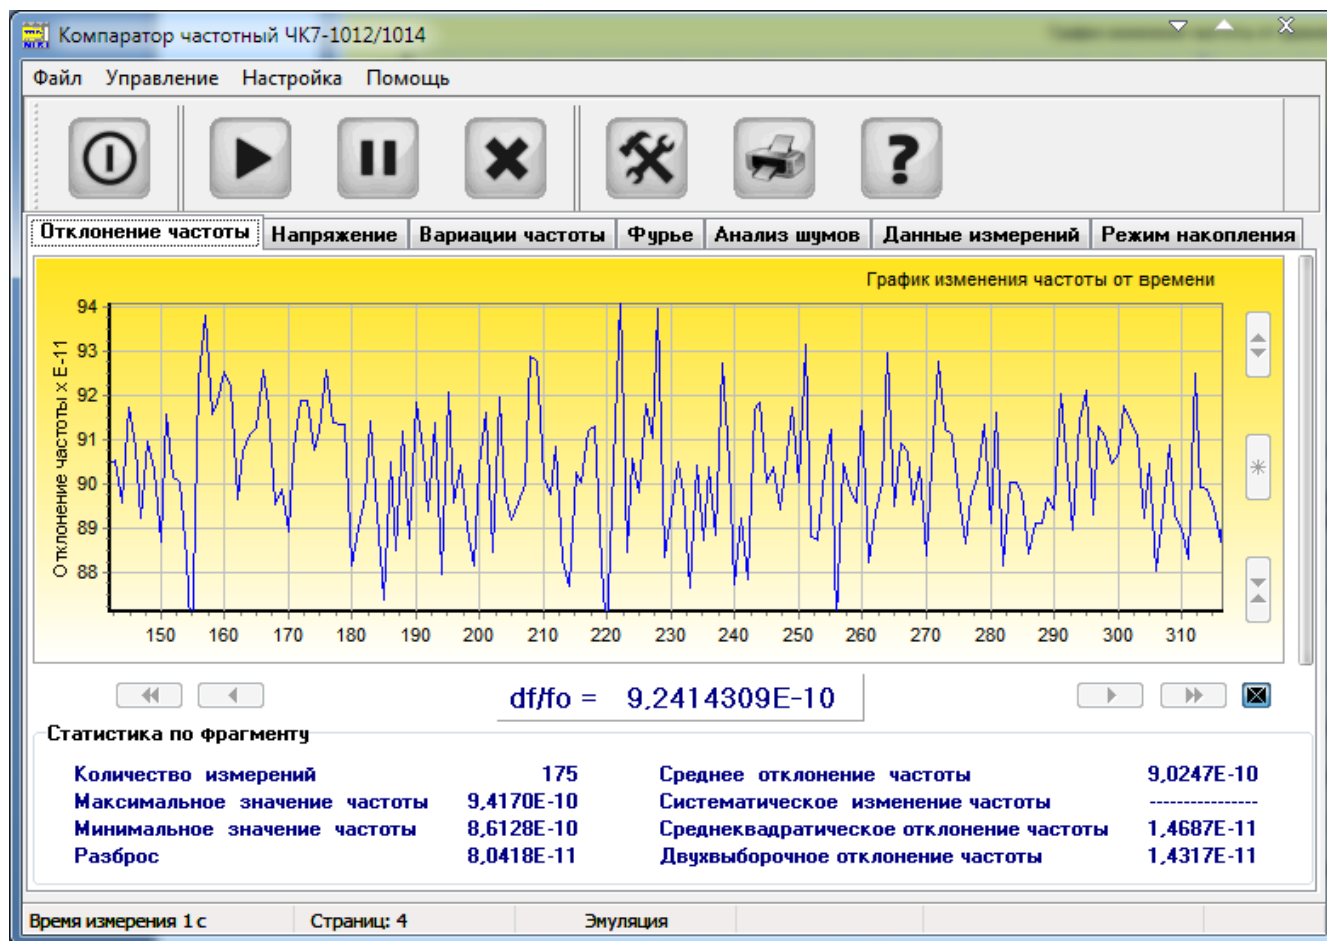 Компаратор частотный ЧК7-1012/1014
Файл Управление Настройка Помощь
Отклонение частоты Напряжение Вариации частоты Фурье Анализ шумов Данные измерений Режим накопления
График изменения частоты от времени
Отклонение частоты x E-11
94
93
92
91
90
89
88
150 160 170 180 190 200 210 220 230 240 250 260 270 280 290 300 310
df/fo = 9,2414309E-10
Статистика по фрагменту
Количество измерений 175 Среднее отклонение частоты 9,0247E-10
Максимальное значение частоты 9,4170E-10 Систематическое изменение частоты ----------------
Минимальное значение частоты 8,6128E-10 Среднеквадратическое отклонение частоты 1,4687E-11
Разброс 8,0418E-11 Двухвыборочное отклонение частоты 1,4317E-11
Время измерения 1 с Страниц: 4 Эмуляция